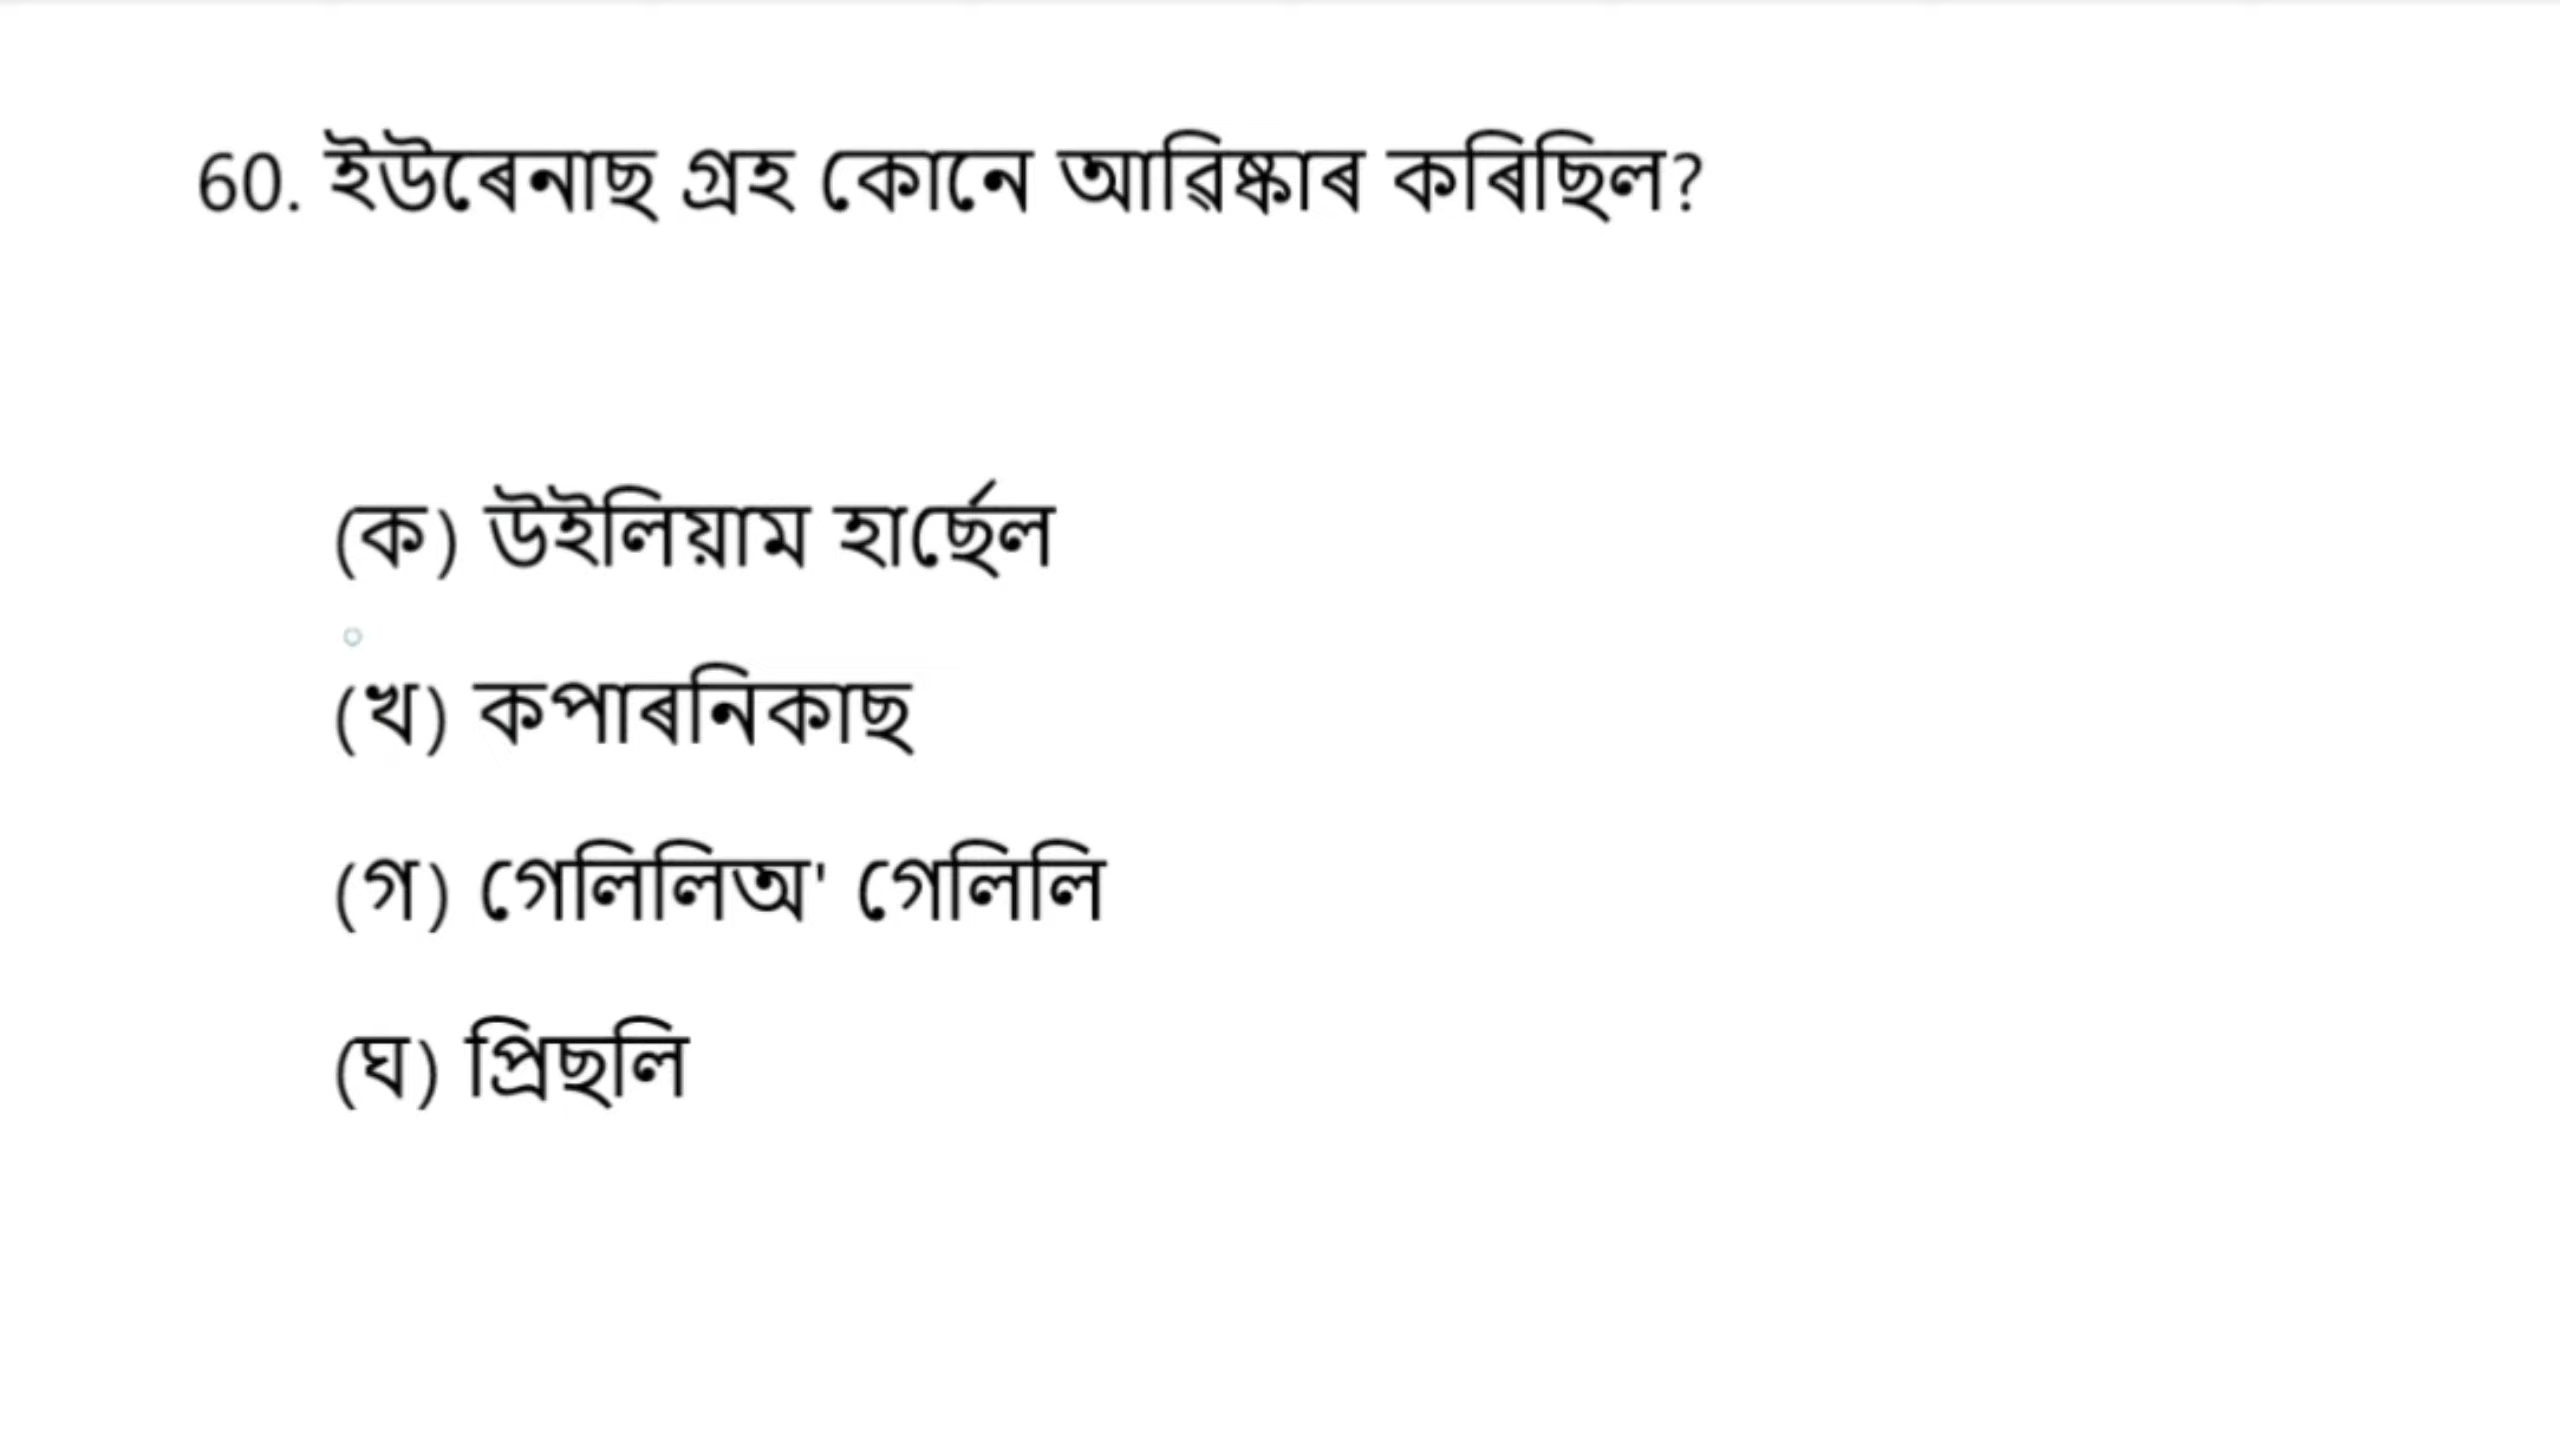 60. ইউৰেনাছ গ্ৰহ কোনে আৱিষ্কাৰ কৰিছিল?
(ক) উইলিয়াম হাৰ্ছেল
(খ) কপাৰনিকাছ
(গ) গেলিলিঅ' গেলিলি
(ঘ) প্ৰিছলি